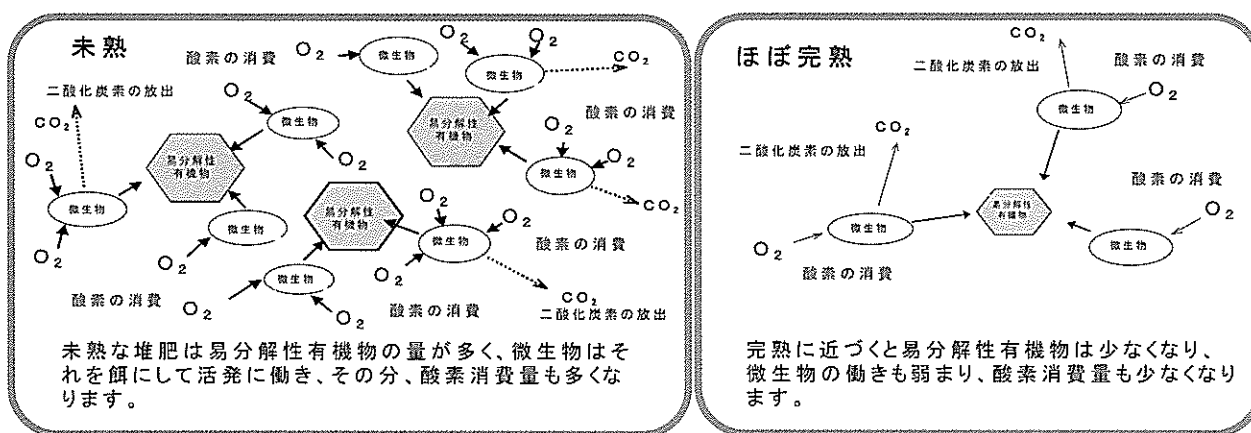 未熟
酸素の消費
O₂
O₂
O₂
微生物
微生物
CO₂
二酸化炭素の放出
O₂
CO₂
微生物
易分解性
有機物
酸素の消費
O₂
O₂
O₂
易分解性
有機物
O₂
微生物
微生物
易分解性
有機物
O₂
O₂
CO₂
微生物
微生物
O₂
O₂
O₂
酸素の消費
微生物
酸素の消費
O₂
O₂
酸素の消費
CO₂
二酸化炭素の放出
未熟な堆肥は易分解性有機物の量が多く、微生物はそ
れを餌にして活発に働き、その分、酸素消費量も多くな
ります。
ほぼ完熟
CO₂
二酸化炭素の放出
酸素の消費
微生物
O₂
CO₂
二酸化炭素の放出
酸素の消費
易分解性
有機物
O₂
微生物
微生物
O₂
酸素の消費
完熟に近づくと易分解性有機物は少なくなり、
微生物の働きも弱まり、酸素消費量も少なくなり
ます。